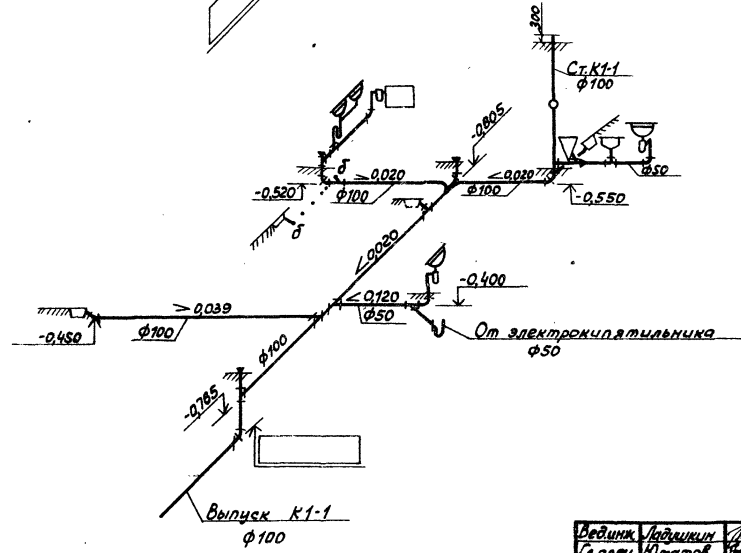 300
Ст.К1-1
ф100
-0,805
б
0,020
0,020
-0,520
ф100
ф100
ф50
-0,550
б
0,020
-0,400
0,120
0,039
-0,450
ф100
ф50
От электрокипятильника
ф50
ф100
-0,765
Выпуск К1-1
ф100
Вед.инж Ладушкин